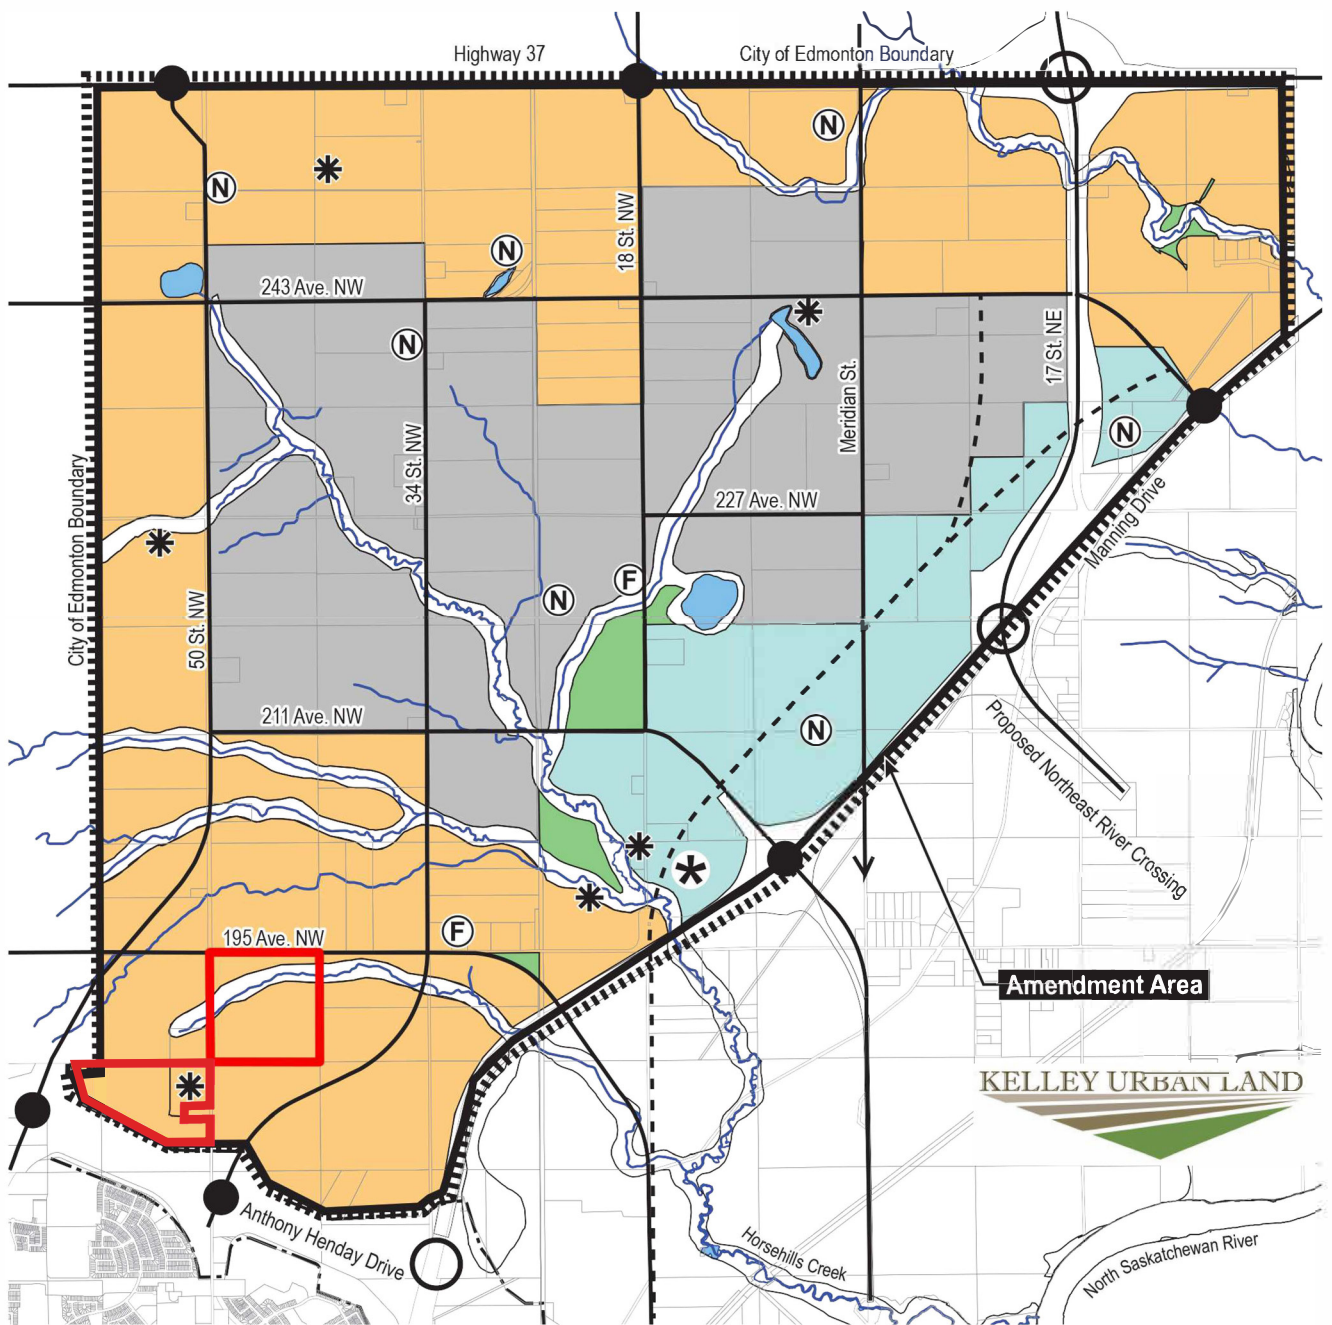 Highway 37
City of Edmonton Boundary
N
N
18 St. NW
N
243 Ave. NW
N
17 St. NE
Meridian St.
34 St. NW
N
City of Edmonton Boundary
227 Ave. NW
Manning Drive
F
N
50 St. NW
211 Ave. NW
N
Proposed Northeast River Crossing
195 Ave. NW
F
Amendment Area
KELLEY URBAN LAND
Anthony Henday Drive
Horsehills Creek
North Saskatchewan River